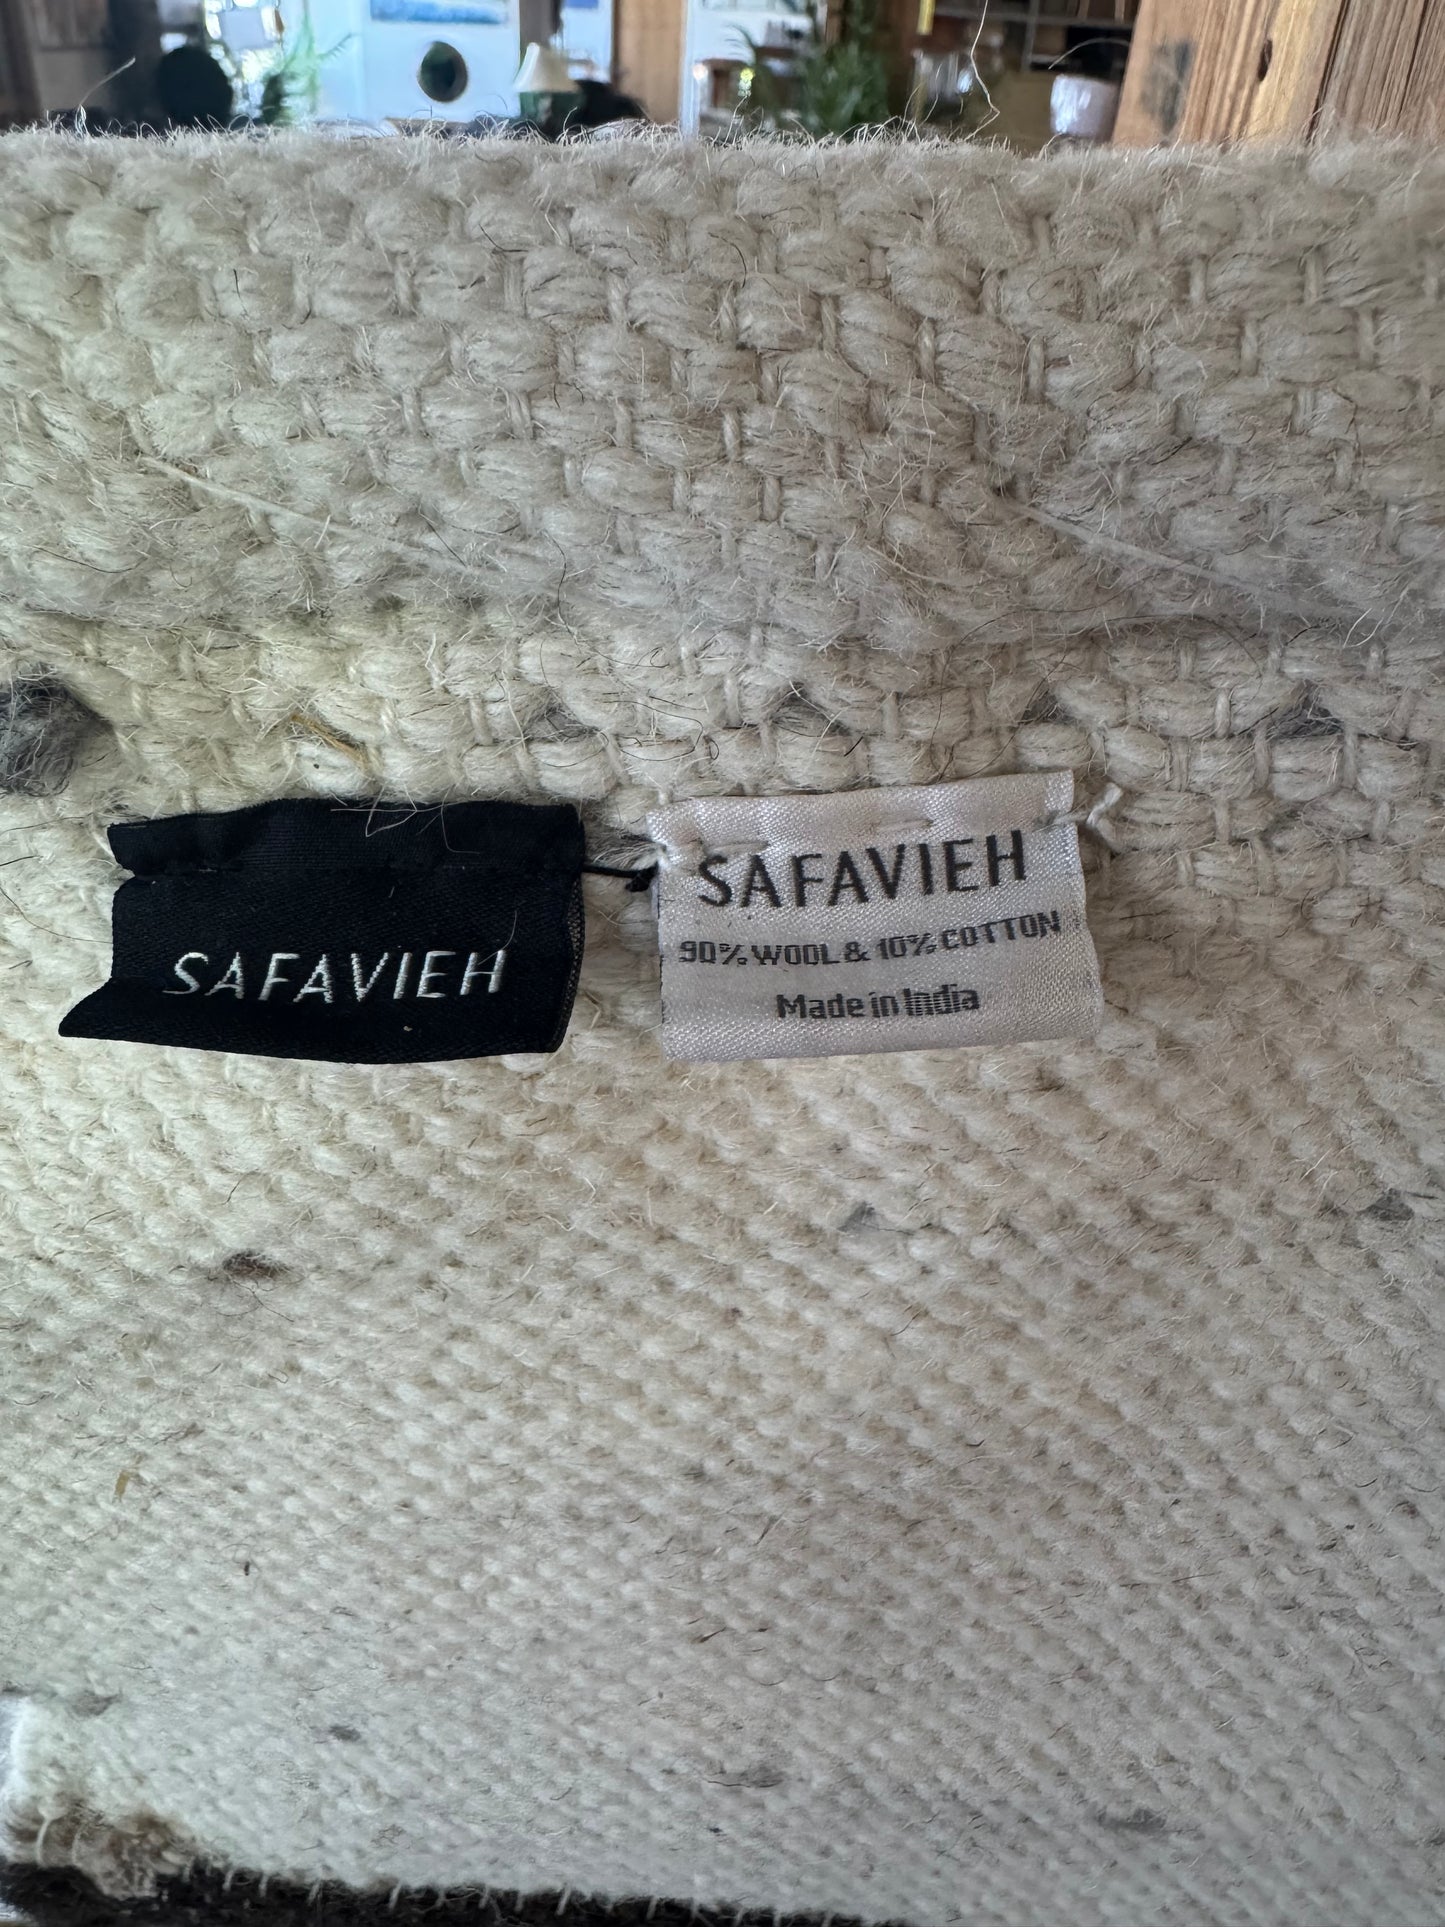 SAFAVIEH
SAFAVIEH
90% WOOL & 10% COTTON
Made in India